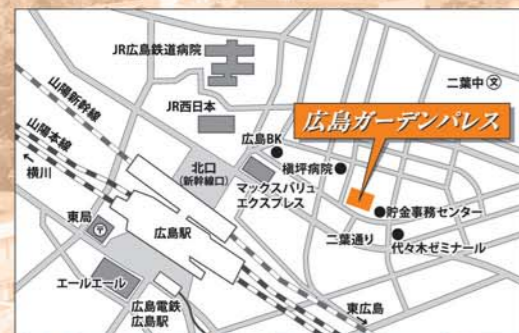 JR広島鉄道病院
山陽新幹線
二葉中 文
山陽本線
JR西日本
広島BK
広島ガーデンパレス
横川
北口
(新幹線口)
槇坪病院
マックスバリュ
エクスプレス
東局
広島駅
貯金事務センター
二葉通り
代々木ゼミナール
エールエール
東広島
広島電鉄
広島駅